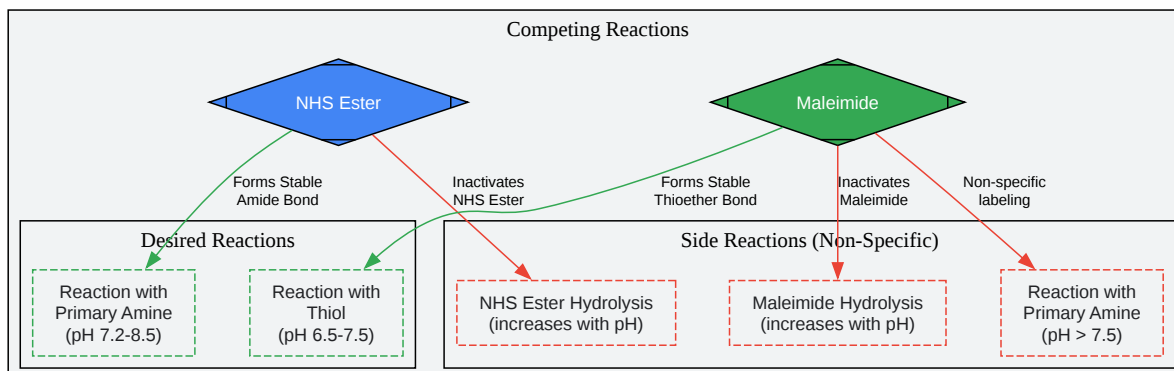 Competing Reactions
NHS Ester
Maleimide
Forms Stable
Amide Bond
Inactivates
NHS Ester
Forms Stable
Thioether Bond
Inactivates
Maleimide
Non-specific
labeling
Desired Reactions
Side Reactions (Non-Specific)
Reaction with
Primary Amine
(pH 7.2-8.5)
Reaction with
Thiol
(pH 6.5-7.5)
NHS Ester Hydrolysis
(increases with pH)
Maleimide Hydrolysis
(increases with pH)
Reaction with
Primary Amine
(pH > 7.5)